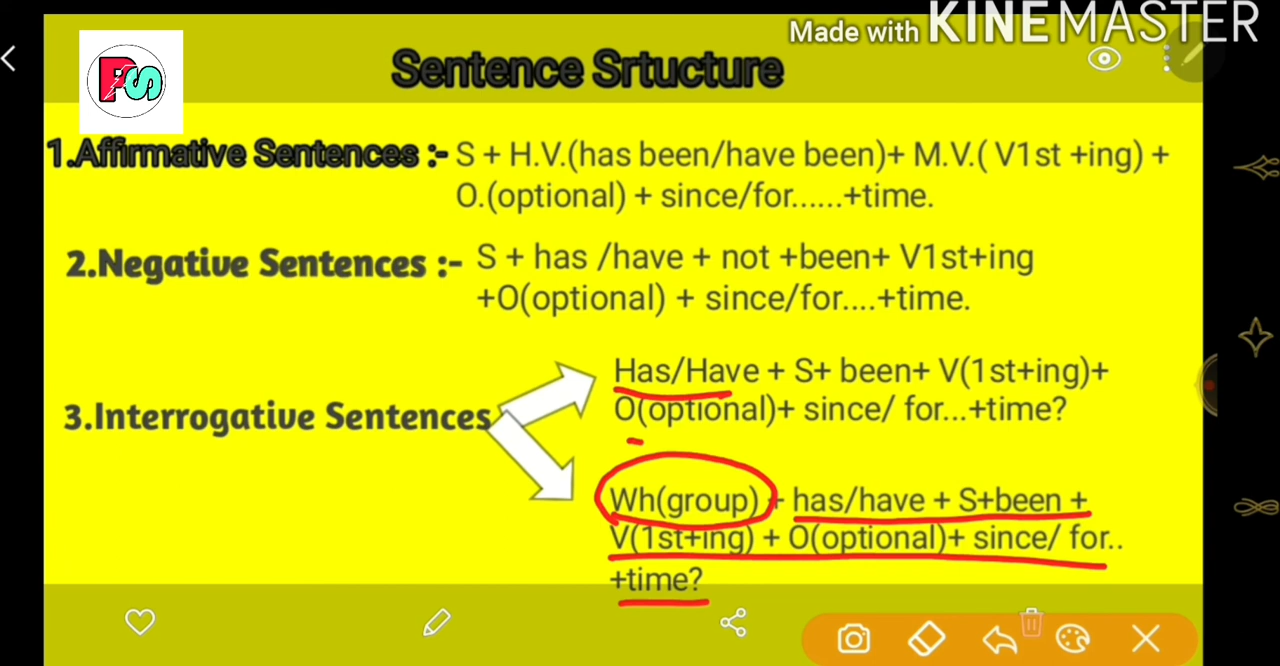 Made with KINEMASTER
PS
Sentence Srtucture
1.Affirmative Sentences :- S + H.V.(has been/have been)+ M.V.( V1st +ing) +
O.(optional) + since/for......+time.
2.Negative Sentences :- S + has /have + not +been+ V1st+ing
+O(optional) + since/for....+time.
Has/Have + S+ been+ V(1st+ing)+
O(optional)+ since/ for...+time?
3.Interrogative Sentences
Wh(group) + has/have + S+been +
V(1st+ing) + O(optional)+ since/ for..
+time?